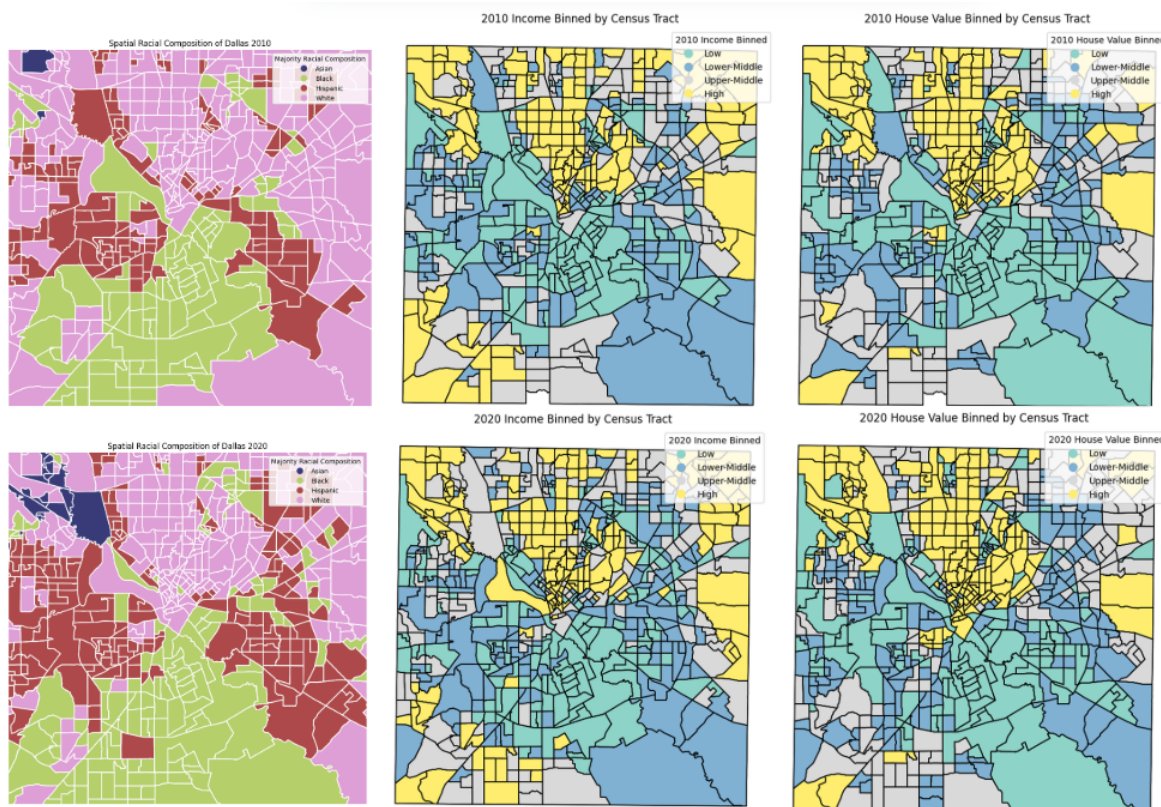 2010 Income Binned by Census Tract
2010 House Value Binned by Census Tract
Spatial Racial Composition of Dallas 2010
Majority Racial Composition
Asian
Black
Hispanic
White
2010 Income Binned
Low
Lower-Middle
Upper-Middle
High
2010 House Value Binned
Low
Lower-Middle
Upper-Middle
High
2020 Income Binned by Census Tract
2020 House Value Binned by Census Tract
Spatial Racial Composition of Dallas 2020
Majority Racial Composition
Asian
Black
Hispanic
White
2020 Income Binned
Low
Lower-Middle
Upper-Middle
High
2020 House Value Binned
Low
Lower-Middle
Upper-Middle
High